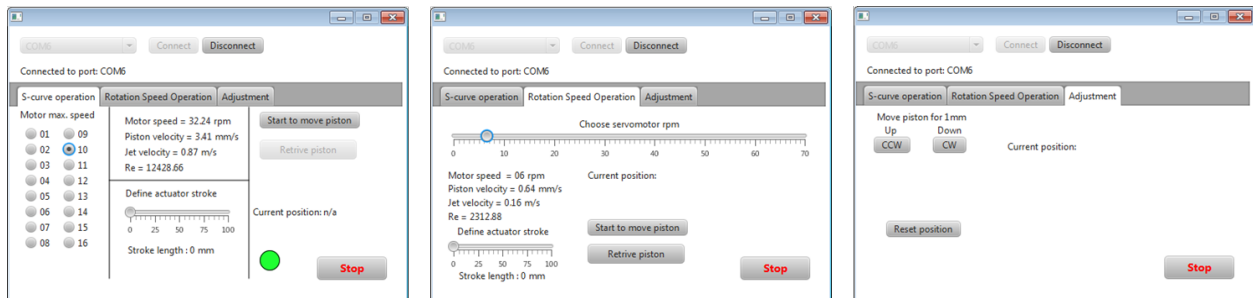 COM6
Connect
Disconnect
Connected to port: COM6
S-curve operation
Rotation Speed Operation
Adjustment
Motor max. speed
01 09
02 10
03 11
04 12
05 13
06 14
07 15
08 16
Motor speed = 32.24 rpm
Piston velocity = 3.41 mm/s
Jet velocity = 0.87 m/s
Re = 12428.66
Define actuator stroke
0 25 50 75 100
Stroke length : 0 mm
Start to move piston
Retrive piston
Current position: n/a
Stop
COM6
Connect
Disconnect
Connected to port: COM6
S-curve operation
Rotation Speed Operation
Adjustment
Choose servomotor rpm
0 10 20 30 40 50 60 70
Motor speed = 06 rpm
Piston velocity = 0.64 mm/s
Jet velocity = 0.16 m/s
Re = 2312.88
Define actuator stroke
0 25 50 75 100
Stroke length : 0 mm
Current position:
Start to move piston
Retrive piston
Stop
COM6
Connect
Disconnect
Connected to port: COM6
S-curve operation
Rotation Speed Operation
Adjustment
Move piston for 1mm
Up Down
CCW CW
Current position:
Reset position
Stop